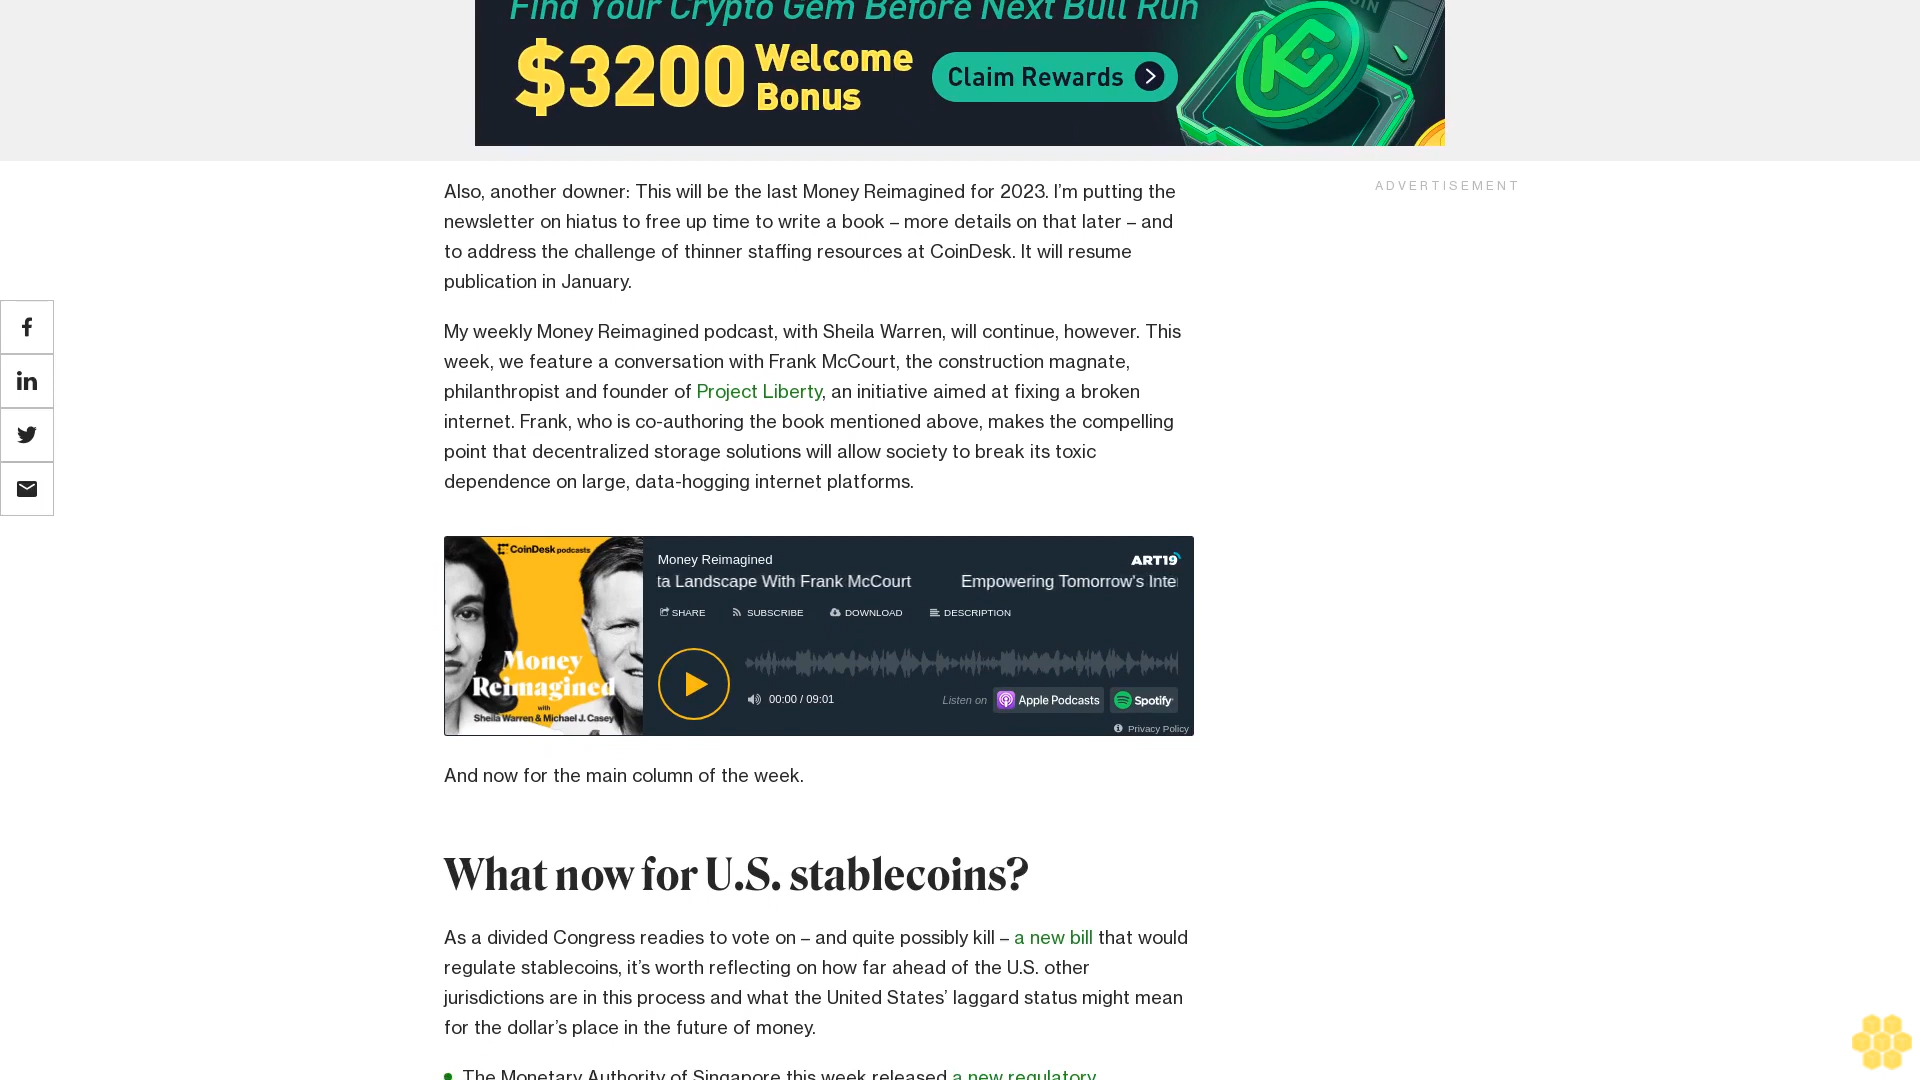 Find Your Crypto Gem Before Next Bull Run
$3200 Welcome Bonus
Claim Rewards
ADVERTISEMENT
Also, another downer: This will be the last Money Reimagined for 2023. I’m putting the
newsletter on hiatus to free up time to write a book – more details on that later – and
to address the challenge of thinner staffing resources at CoinDesk. It will resume
publication in January.
My weekly Money Reimagined podcast, with Sheila Warren, will continue, however. This
week, we feature a conversation with Frank McCourt, the construction magnate,
philanthropist and founder of Project Liberty, an initiative aimed at fixing a broken
internet. Frank, who is co-authoring the book mentioned above, makes the compelling
point that decentralized storage solutions will allow society to break its toxic
dependence on large, data-hogging internet platforms.
CoinDesk podcasts
Money
Reimagined
with
Sheila Warren & Michael J. Casey
Money Reimagined
ART19
ta Landscape With Frank McCourt Empowering Tomorrow’s Inter
SHARE SUBSCRIBE DOWNLOAD DESCRIPTION
00:00 / 09:01
Listen on Apple Podcasts Spotify
Privacy Policy
And now for the main column of the week.
What now for U.S. stablecoins?
As a divided Congress readies to vote on – and quite possibly kill – a new bill that would
regulate stablecoins, it’s worth reflecting on how far ahead of the U.S. other
jurisdictions are in this process and what the United States’ laggard status might mean
for the dollar’s place in the future of money.
The Monetary Authority of Singapore this week released a new regulatory